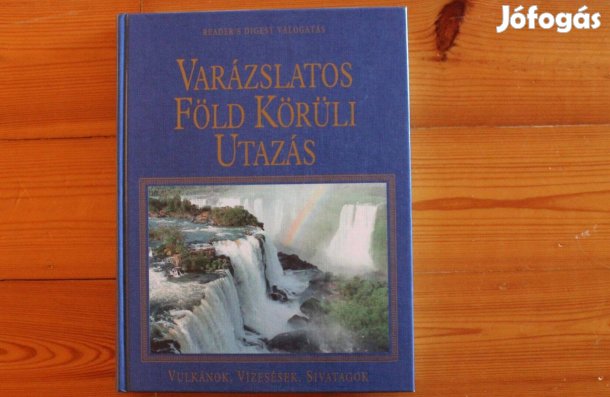 Jófogás
READER'S DIGEST VÁLOGATÁS
VARÁZSLATOS
FÖLD KÖRÜLI
UTAZÁS
VULKÁNOK, VÍZESÉSEK, SIVATAGOK